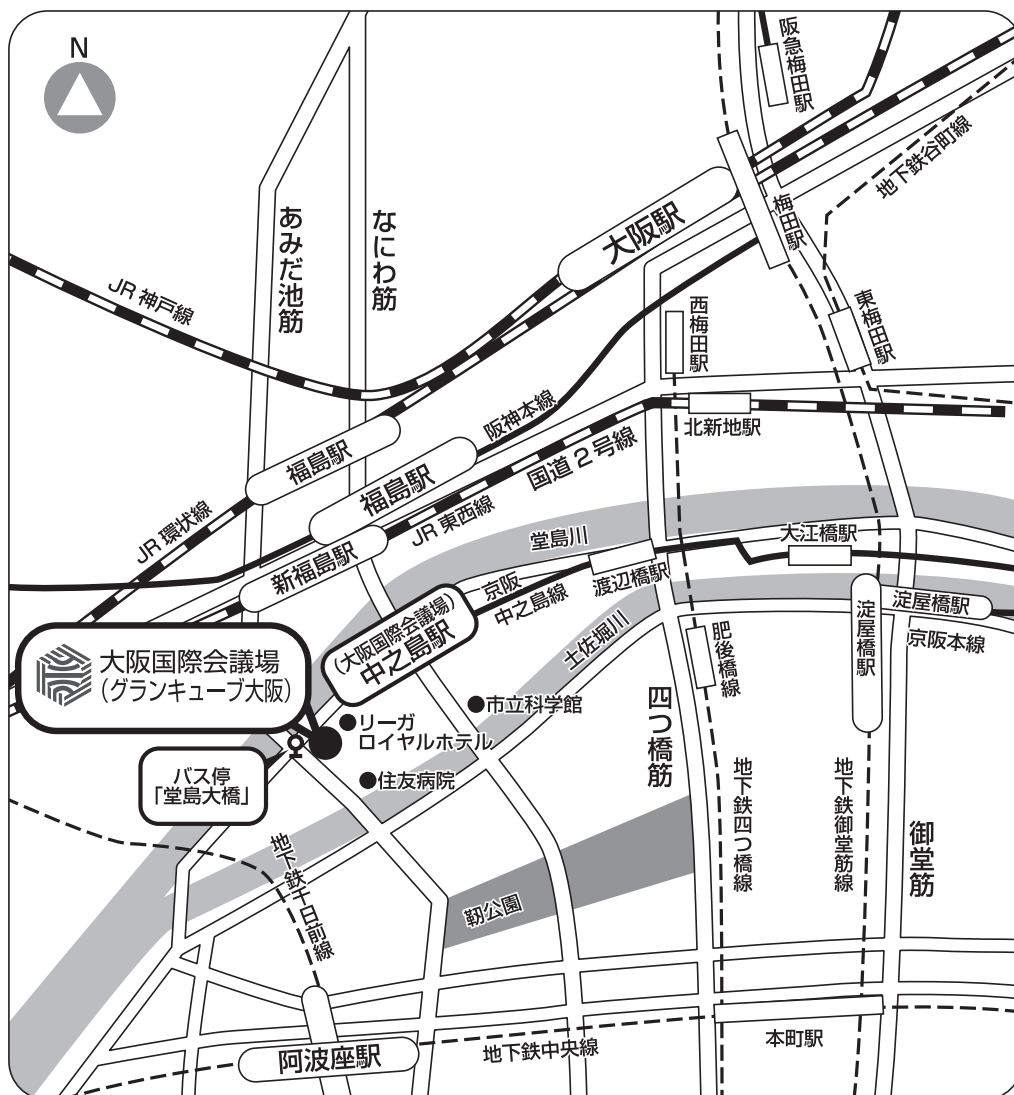 N
阪急梅田駅
地下鉄谷町線
梅田駅
大阪駅
あみだ池筋
なにわ筋
JR 神戸線
西梅田駅
東梅田駅
阪神本線
北新地駅
福島駅
福島駅
国道2号線
JR 環状線
JR 東西線
新福島駅
堂島川
大江橋駅
渡辺橋駅
京阪
中之島線
淀屋橋駅
淀屋橋駅
京阪本線
(大阪国際会議場)
中之島駅
土佐堀川
肥後橋線
大阪国際会議場
(グランキューブ大阪)
市立科学館
リーガ
ロイヤルホテル
住友病院
バス停
「堂島大橋」
四つ橋筋
地下鉄四つ橋線
地下鉄御堂筋線
御堂筋
地下鉄千日前線
靭公園
阿波座駅
地下鉄中央線
本町駅